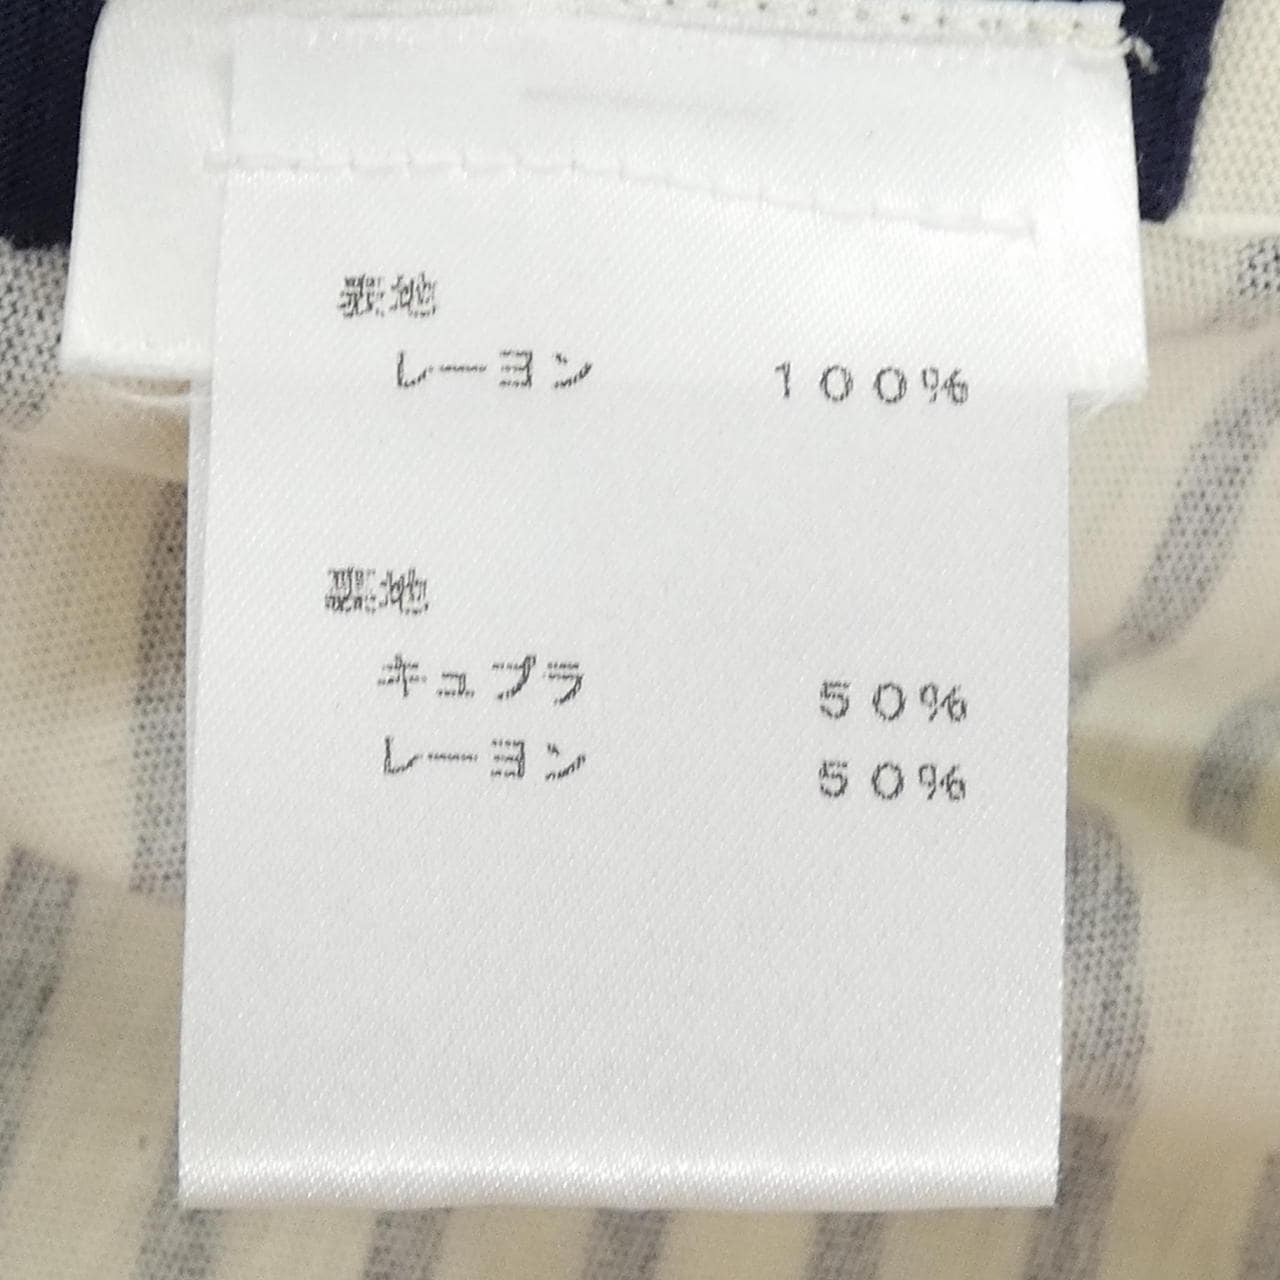 表地
レーヨン 100%
裏地
キュプラ 50%
レーヨン 50%